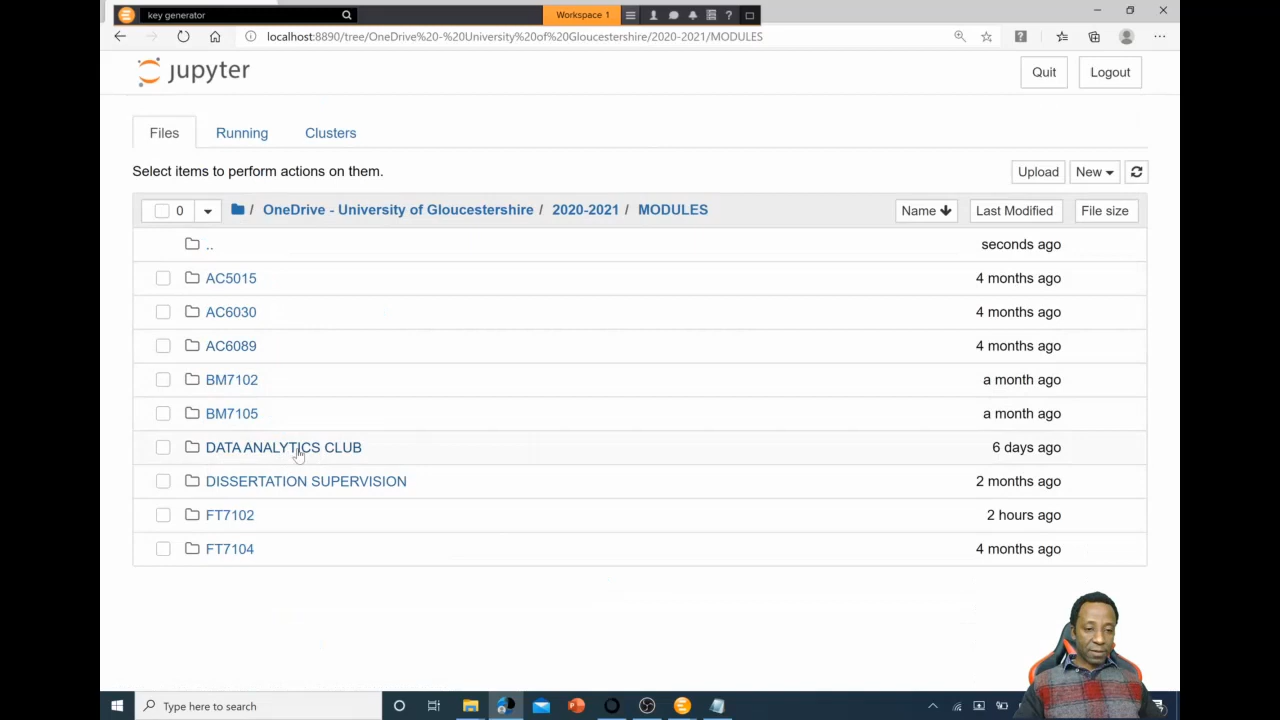 key generator
Workspace 1
?
localhost:8890/tree/OneDrive%20-%20University%20of%20Gloucestershire/2020-2021/MODULES
jupyter
Quit
Logout
Files
Running
Clusters
Select items to perform actions on them.
Upload
New
0
/ OneDrive - University of Gloucestershire / 2020-2021 / MODULES
Name
Last Modified
File size
.. seconds ago
AC5015 4 months ago
AC6030 4 months ago
AC6089 4 months ago
BM7102 a month ago
BM7105 a month ago
DATA ANALYTICS CLUB 6 days ago
DISSERTATION SUPERVISION 2 months ago
FT7102 2 hours ago
FT7104 4 months ago
Type here to search